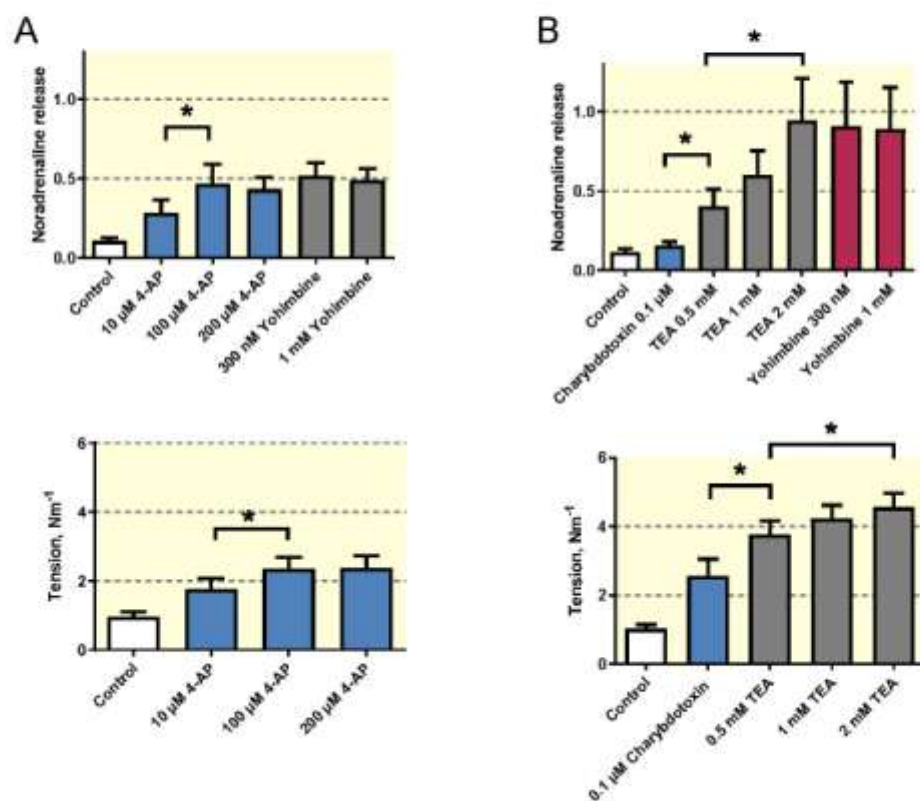 A
Noradrenaline release
1.0
0.5
0.0
*
Control
10 µM 4-AP
100 µM 4-AP
200 µM 4-AP
300 nM Yohimbine
1 mM Yohimbine
B
Noadrenaline release
1.0
0.5
0.0
*
*
Control
Charybdotoxin 0.1 µM
TEA 0.5 mM
TEA 1 mM
TEA 2 mM
Yohimbine 300 nM
Yohimbine 1 mM
Tension, Nm⁻¹
6
4
2
0
*
Control
10 µM 4-AP
100 µM 4-AP
200 µM 4-AP
Tension, Nm⁻¹
6
4
2
0
*
*
Control
0.1 µM Charybdotoxin
0.5 mM TEA
1 mM TEA
2 mM TEA